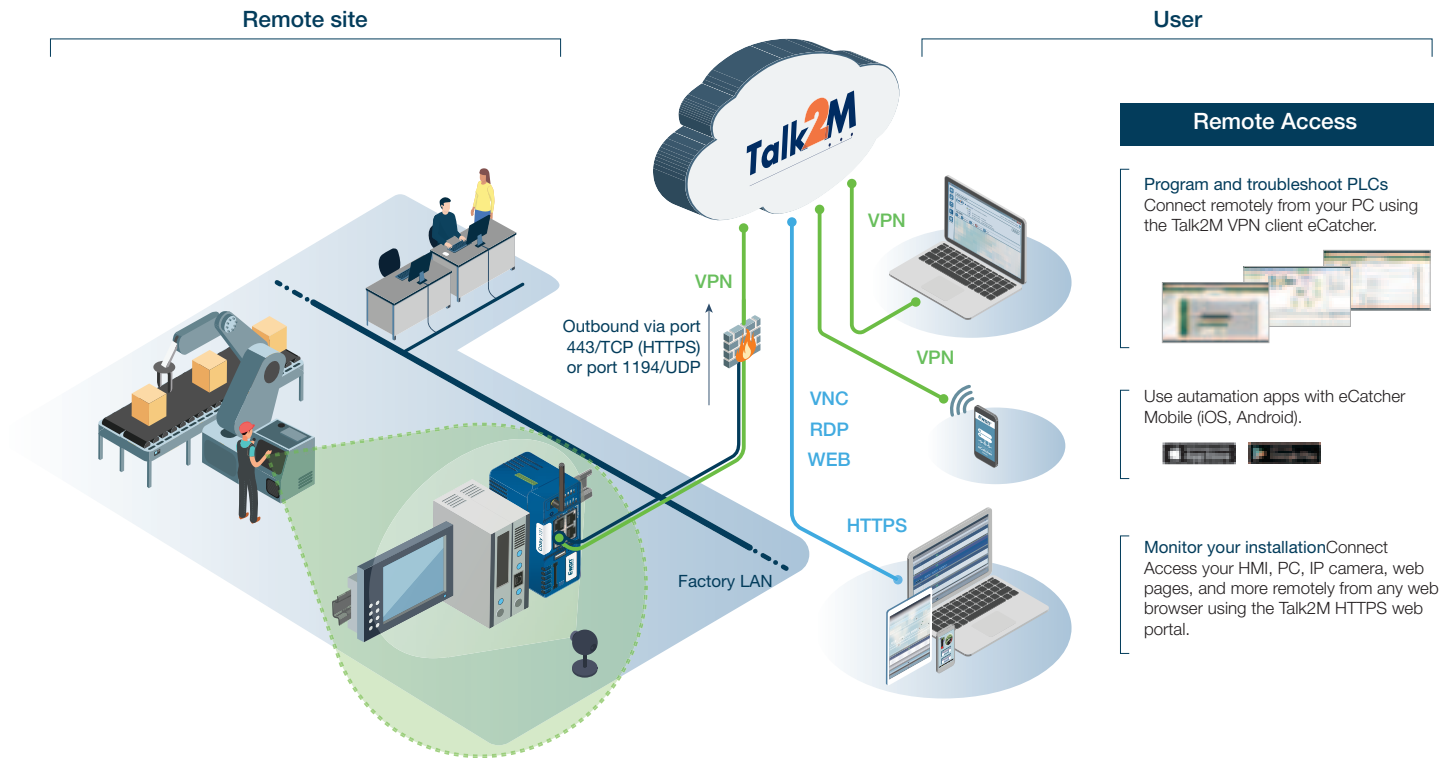 Remote site
User
Talk2M
Remote Access
Program and troubleshoot PLCs
Connect remotely from your PC using
the Talk2M VPN client eCatcher.
VPN
VPN
Outbound via port
443/TCP (HTTPS)
or port 1194/UDP
VPN
VNC
RDP
WEB
Use autamation apps with eCatcher
Mobile (iOS, Android).
HTTPS
Monitor your installationConnect
Access your HMI, PC, IP camera, web
pages, and more remotely from any web
browser using the Talk2M HTTPS web
portal.
Factory LAN
Cosy 131
Ewon